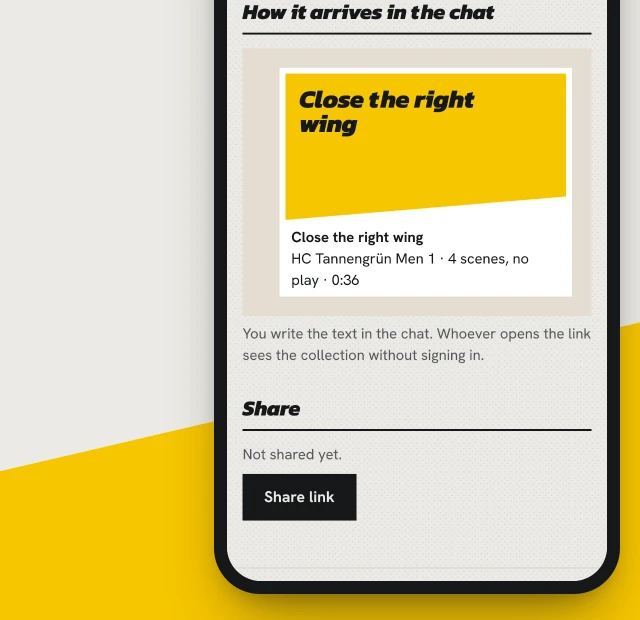 How it arrives in the chat
Close the right
wing
Close the right wing
HC Tannengrün Men 1 · 4 scenes, no
play · 0:36
You write the text in the chat. Whoever opens the link
sees the collection without signing in.
Share
Not shared yet.
Share link